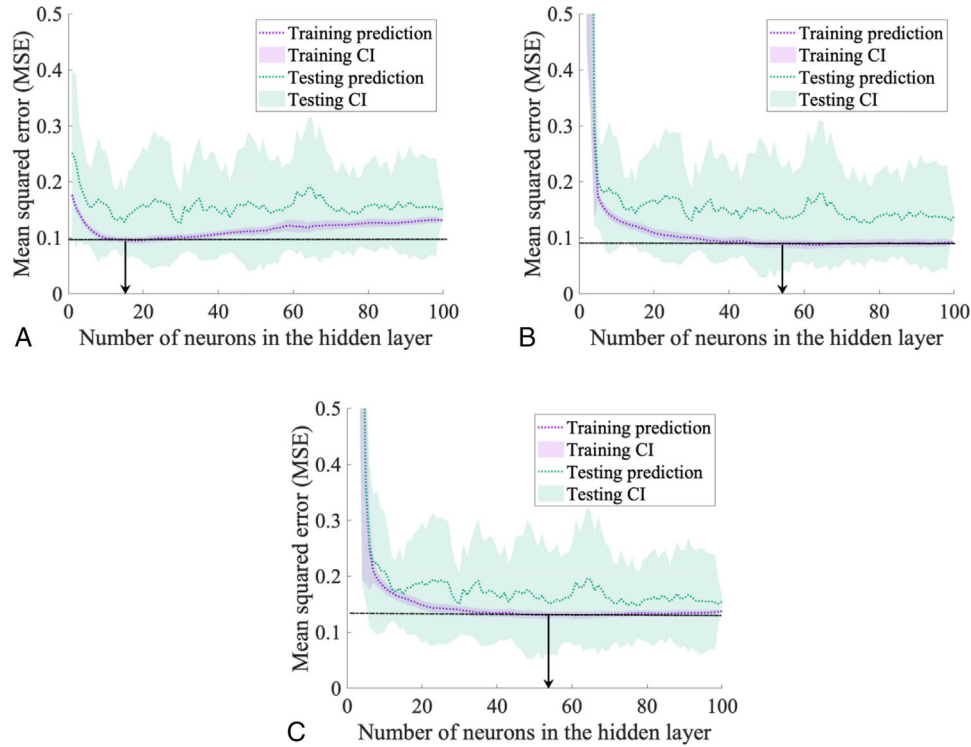 0.5
0.4
0.3
0.2
0.1
0
Mean squared error (MSE)
Training prediction
Training CI
Testing prediction
Testing CI
0 20 40 60 80 100
Number of neurons in the hidden layer
A
0.5
0.4
0.3
0.2
0.1
0
Mean squared error (MSE)
Training prediction
Training CI
Testing prediction
Testing CI
0 20 40 60 80 100
Number of neurons in the hidden layer
B
0.5
0.4
0.3
0.2
0.1
0
Mean squared error (MSE)
Training prediction
Training CI
Testing prediction
Testing CI
0 20 40 60 80 100
Number of neurons in the hidden layer
C